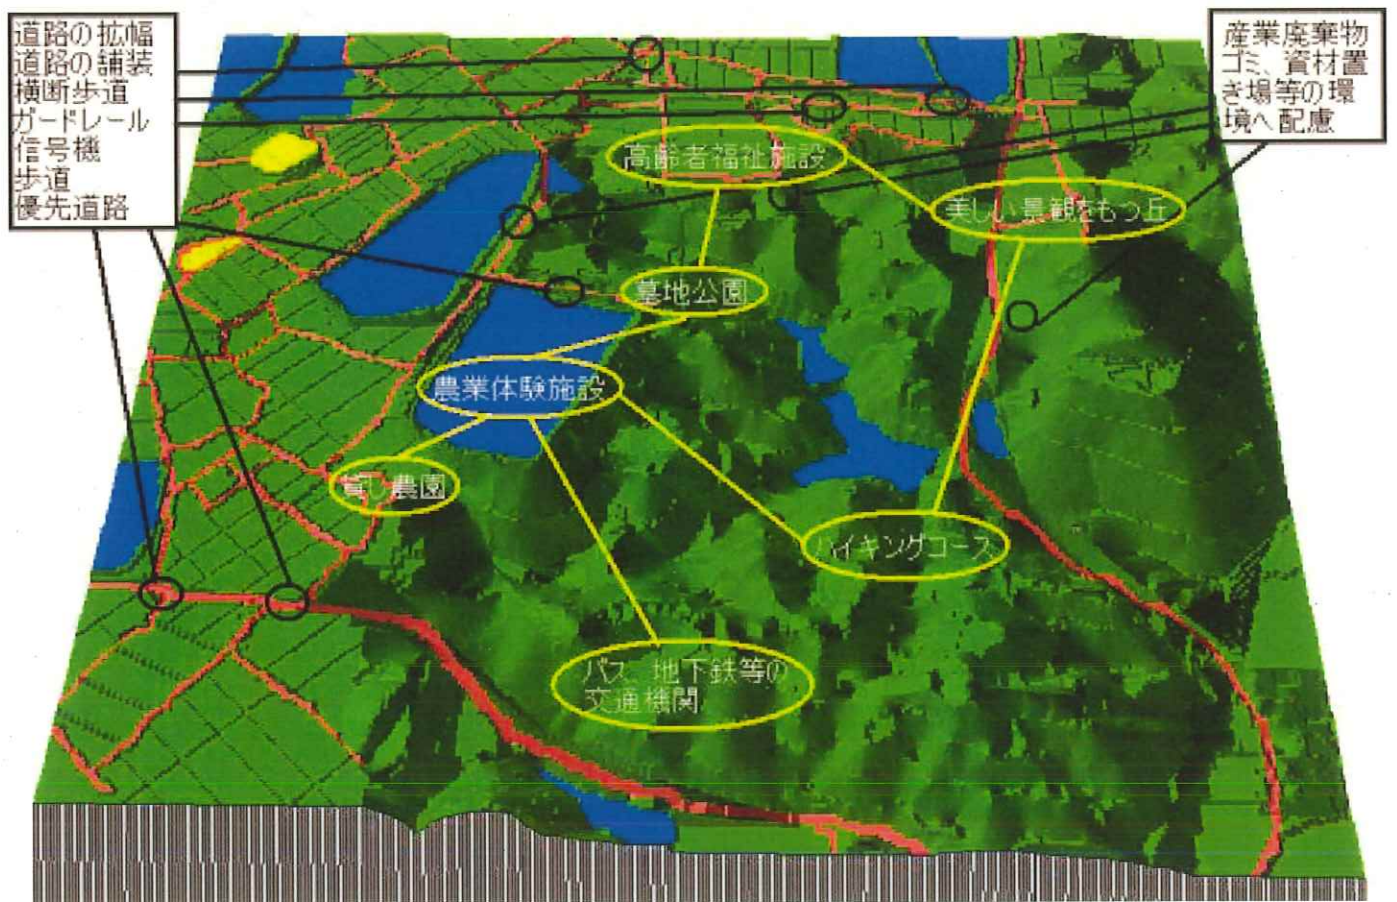 道路の拡幅
道路の舗装
横断歩道
ガードレール
信号機
歩道
優先道路
産業廃棄物
ゴミ、資材置
き場等の環
境へ配慮
高齢者福祉施設
美しい景観をもつ丘
墓地公園
農業体験施設
貸し農園
ハイキングコース
バス、地下鉄等の
交通機関